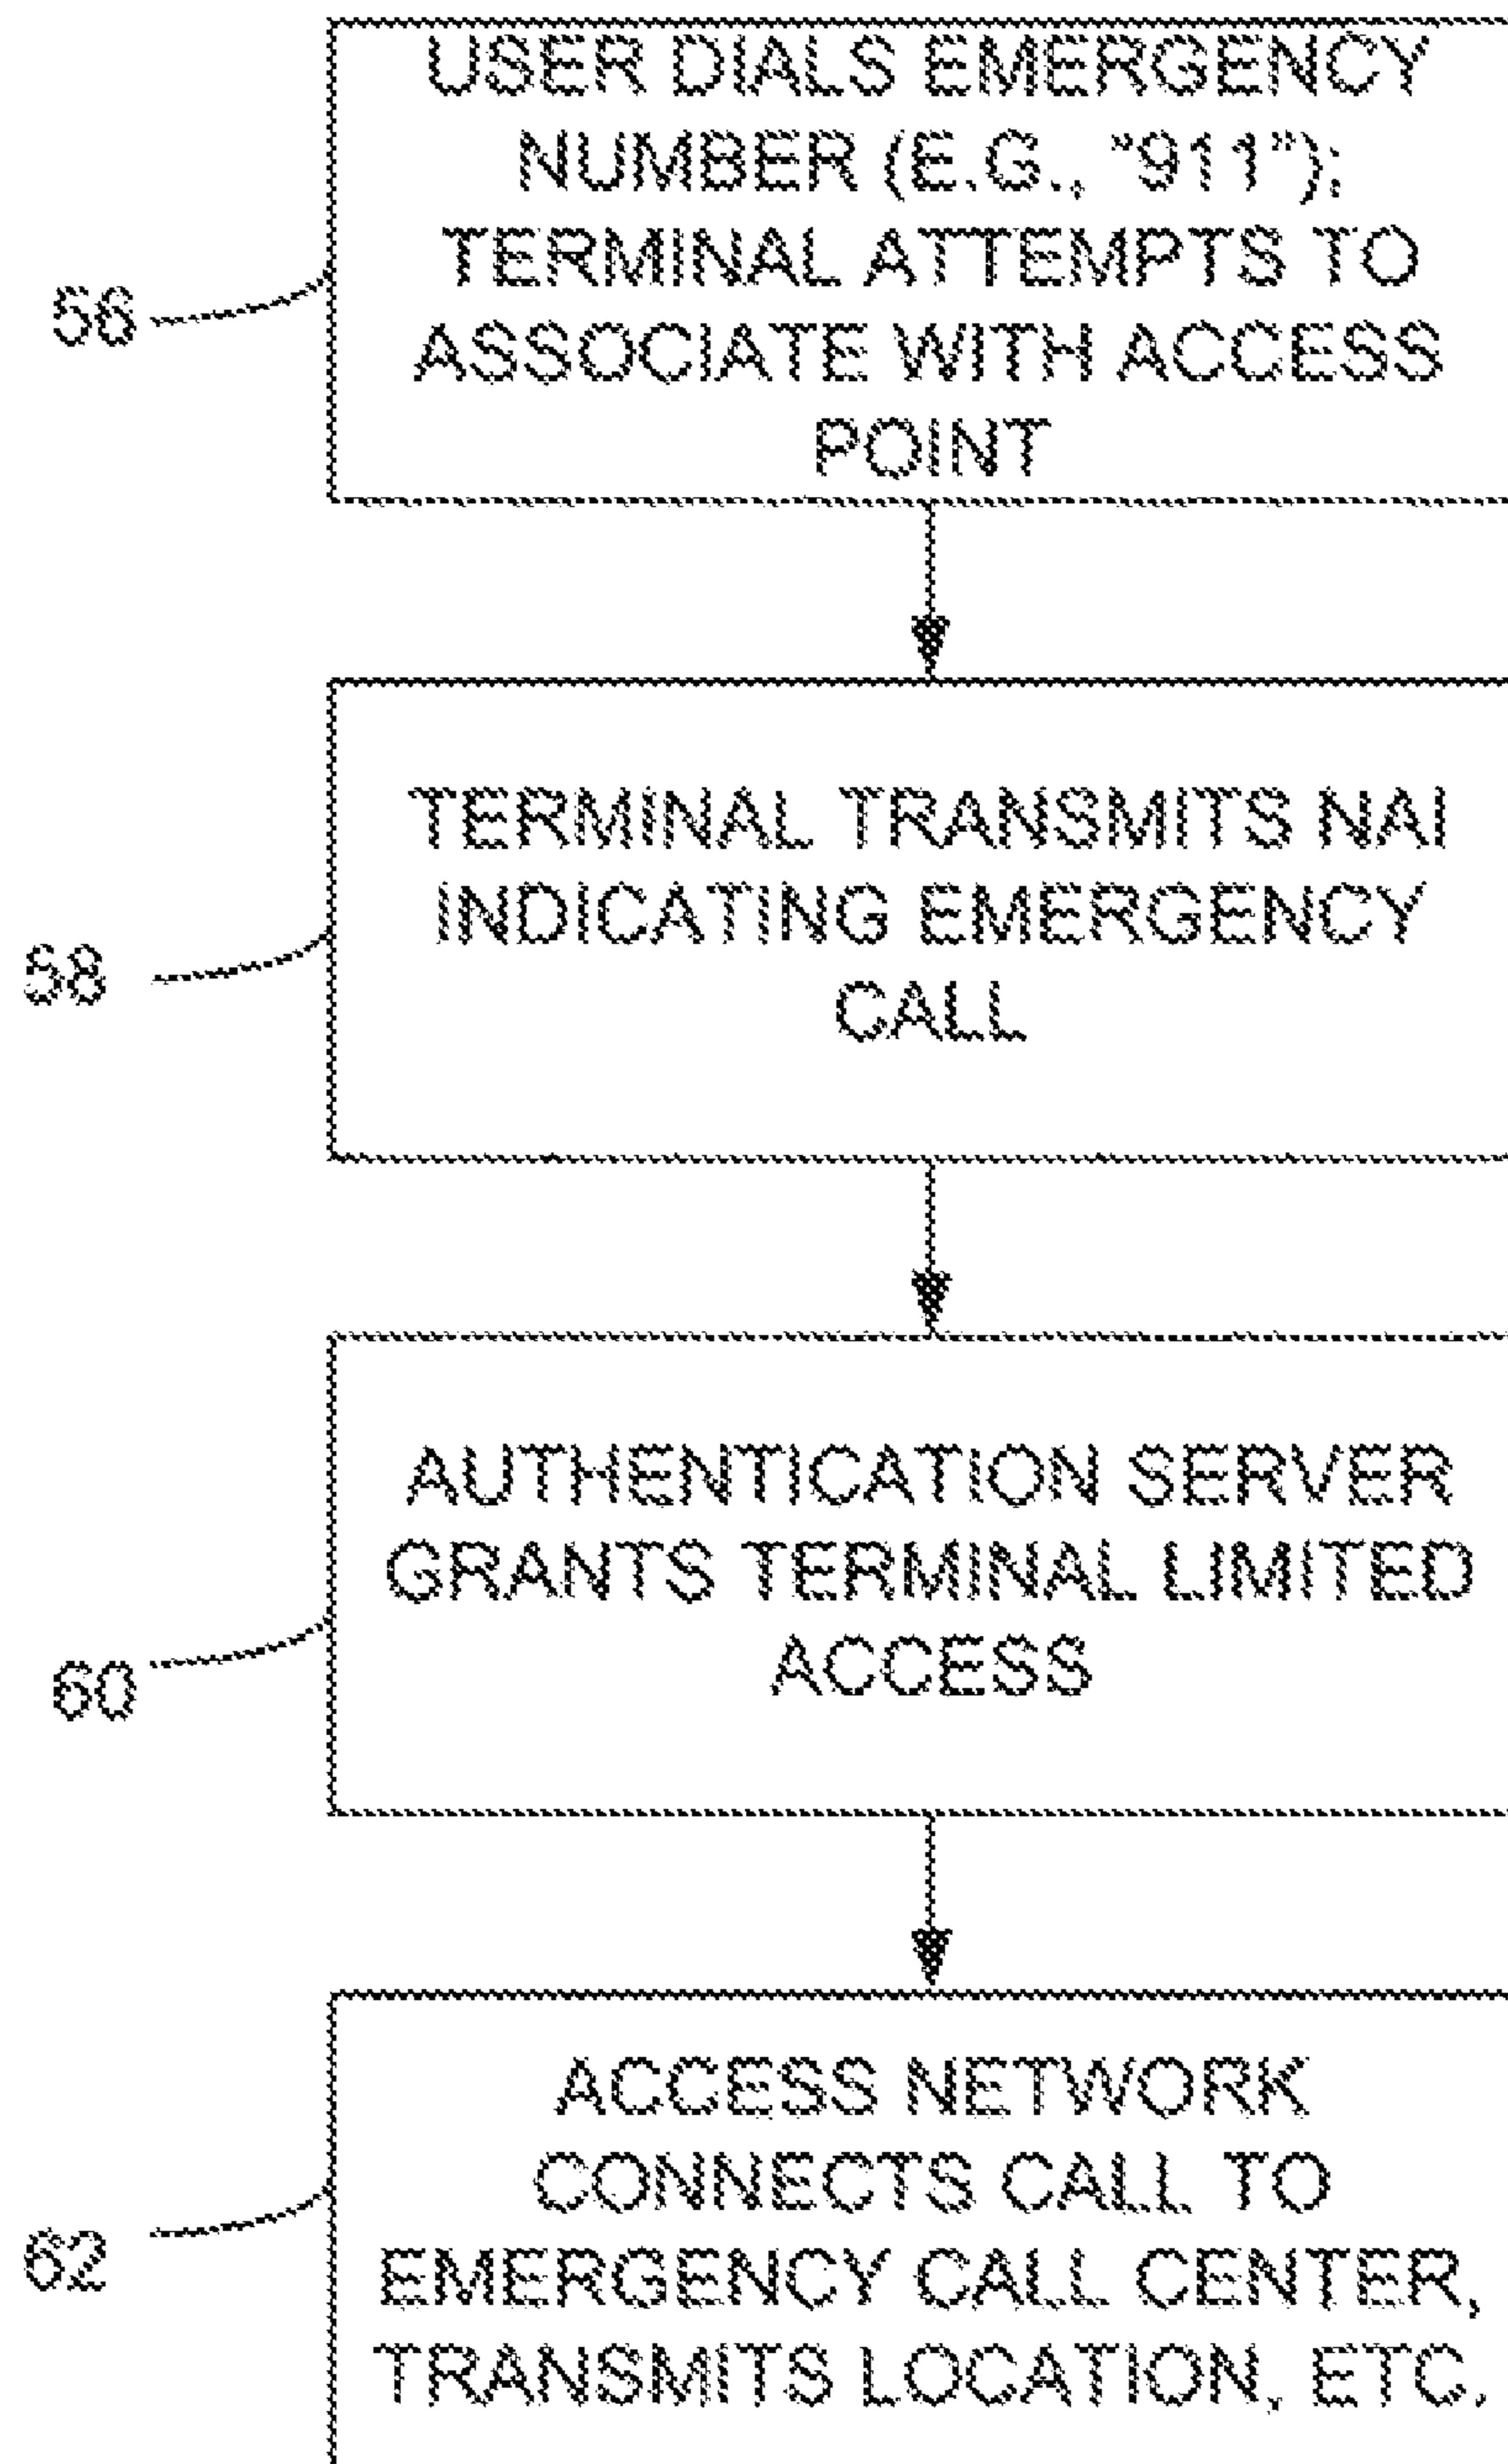 USER DIALS EMERGENCY
NUMBER (E.G., "911");
TERMINAL ATTEMPTS TO
ASSOCIATE WITH ACCESS
POINT
56
TERMINAL TRANSMITS NAI
INDICATING EMERGENCY
CALL
58
AUTHENTICATION SERVER
GRANTS TERMINAL LIMITED
ACCESS
60
ACCESS NETWORK
CONNECTS CALL TO
EMERGENCY CALL CENTER,
TRANSMITS LOCATION, ETC.
62